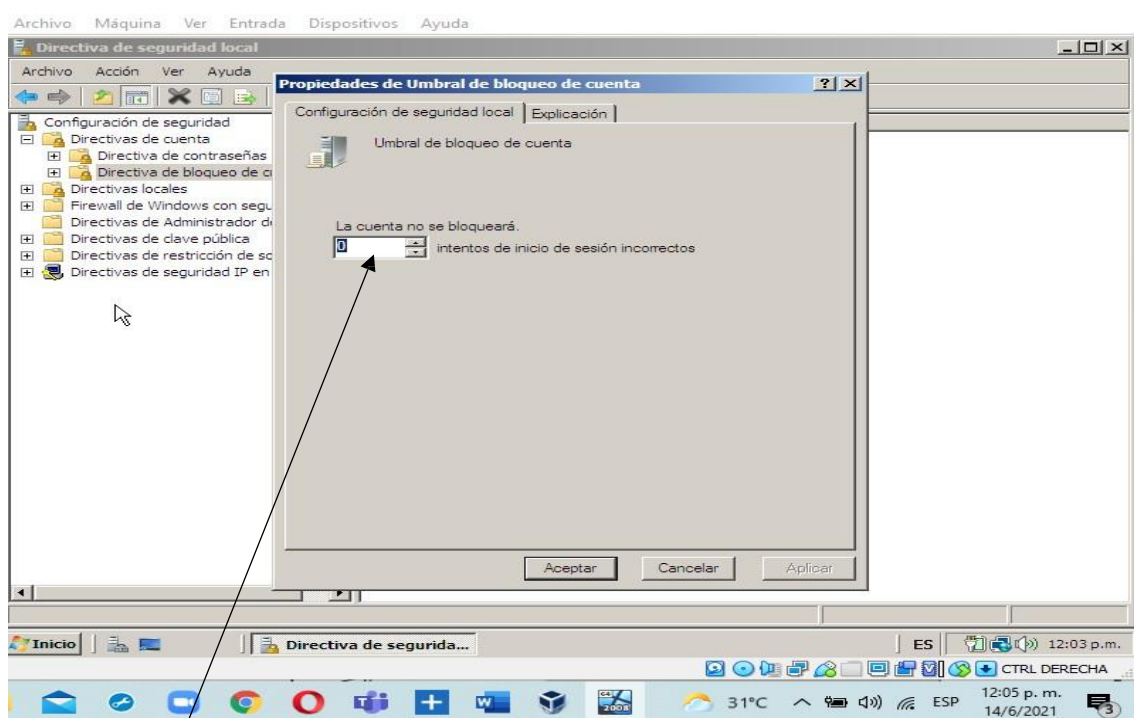 Archivo Máquina Ver Entrada Dispositivos Ayuda
Directiva de seguridad local
Archivo Acción Ver Ayuda
Propiedades de Umbral de bloqueo de cuenta
Configuración de seguridad local Explicación
Umbral de bloqueo de cuenta
La cuenta no se bloqueará.
0 intentos de inicio de sesión incorrectos
Aceptar Cancelar Aplicar
Configuración de seguridad
Directivas de cuenta
Directiva de contraseñas
Directiva de bloqueo de c
Directivas locales
Firewall de Windows con segu
Directivas de Administrador d
Directivas de clave pública
Directivas de restricción de so
Directivas de seguridad IP en
Inicio Directiva de segurida... ES 12:03 p.m.
CTRL DERECHA
31°C ESP 12:05 p. m.
14/6/2021 3